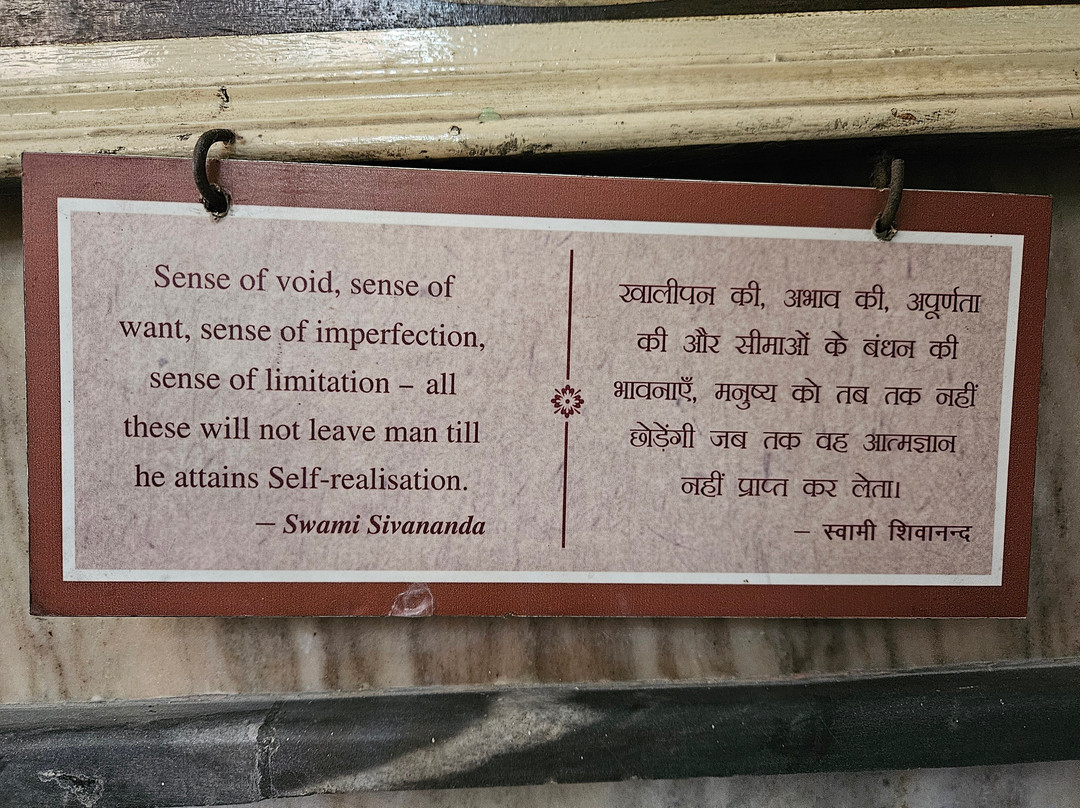 Sense of void, sense of
want, sense of imperfection,
sense of limitation – all
these will not leave man till
he attains Self-realisation.
– Swami Sivananda
खालीपन की, अभाव की, अपूर्णता
की और सीमाओं के बंधन की
भावनाएँ, मनुष्य को तब तक नहीं
छोड़ेंगी जब तक वह आत्मज्ञान
नहीं प्राप्त कर लेता।
– स्वामी शिवानन्द